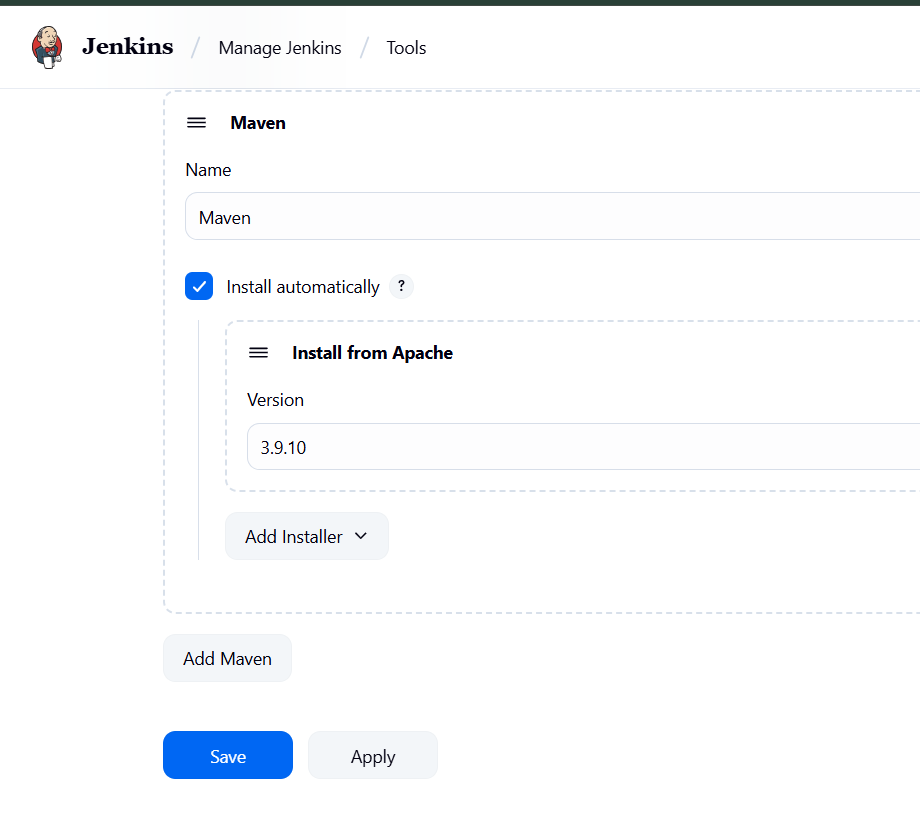 Jenkins / Manage Jenkins / Tools
Maven
Name
Maven
Install automatically ?
Install from Apache
Version
3.9.10
Add Installer
Add Maven
Save Apply